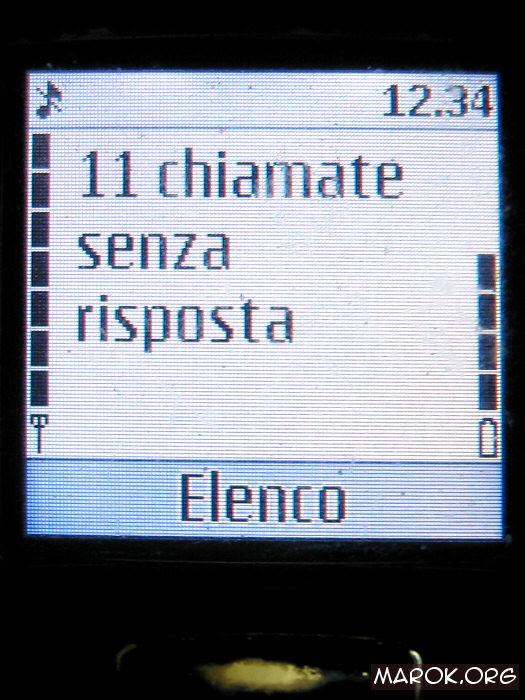 12.34
11 chiamate
senza
risposta
Elenco
MAROK.ORG